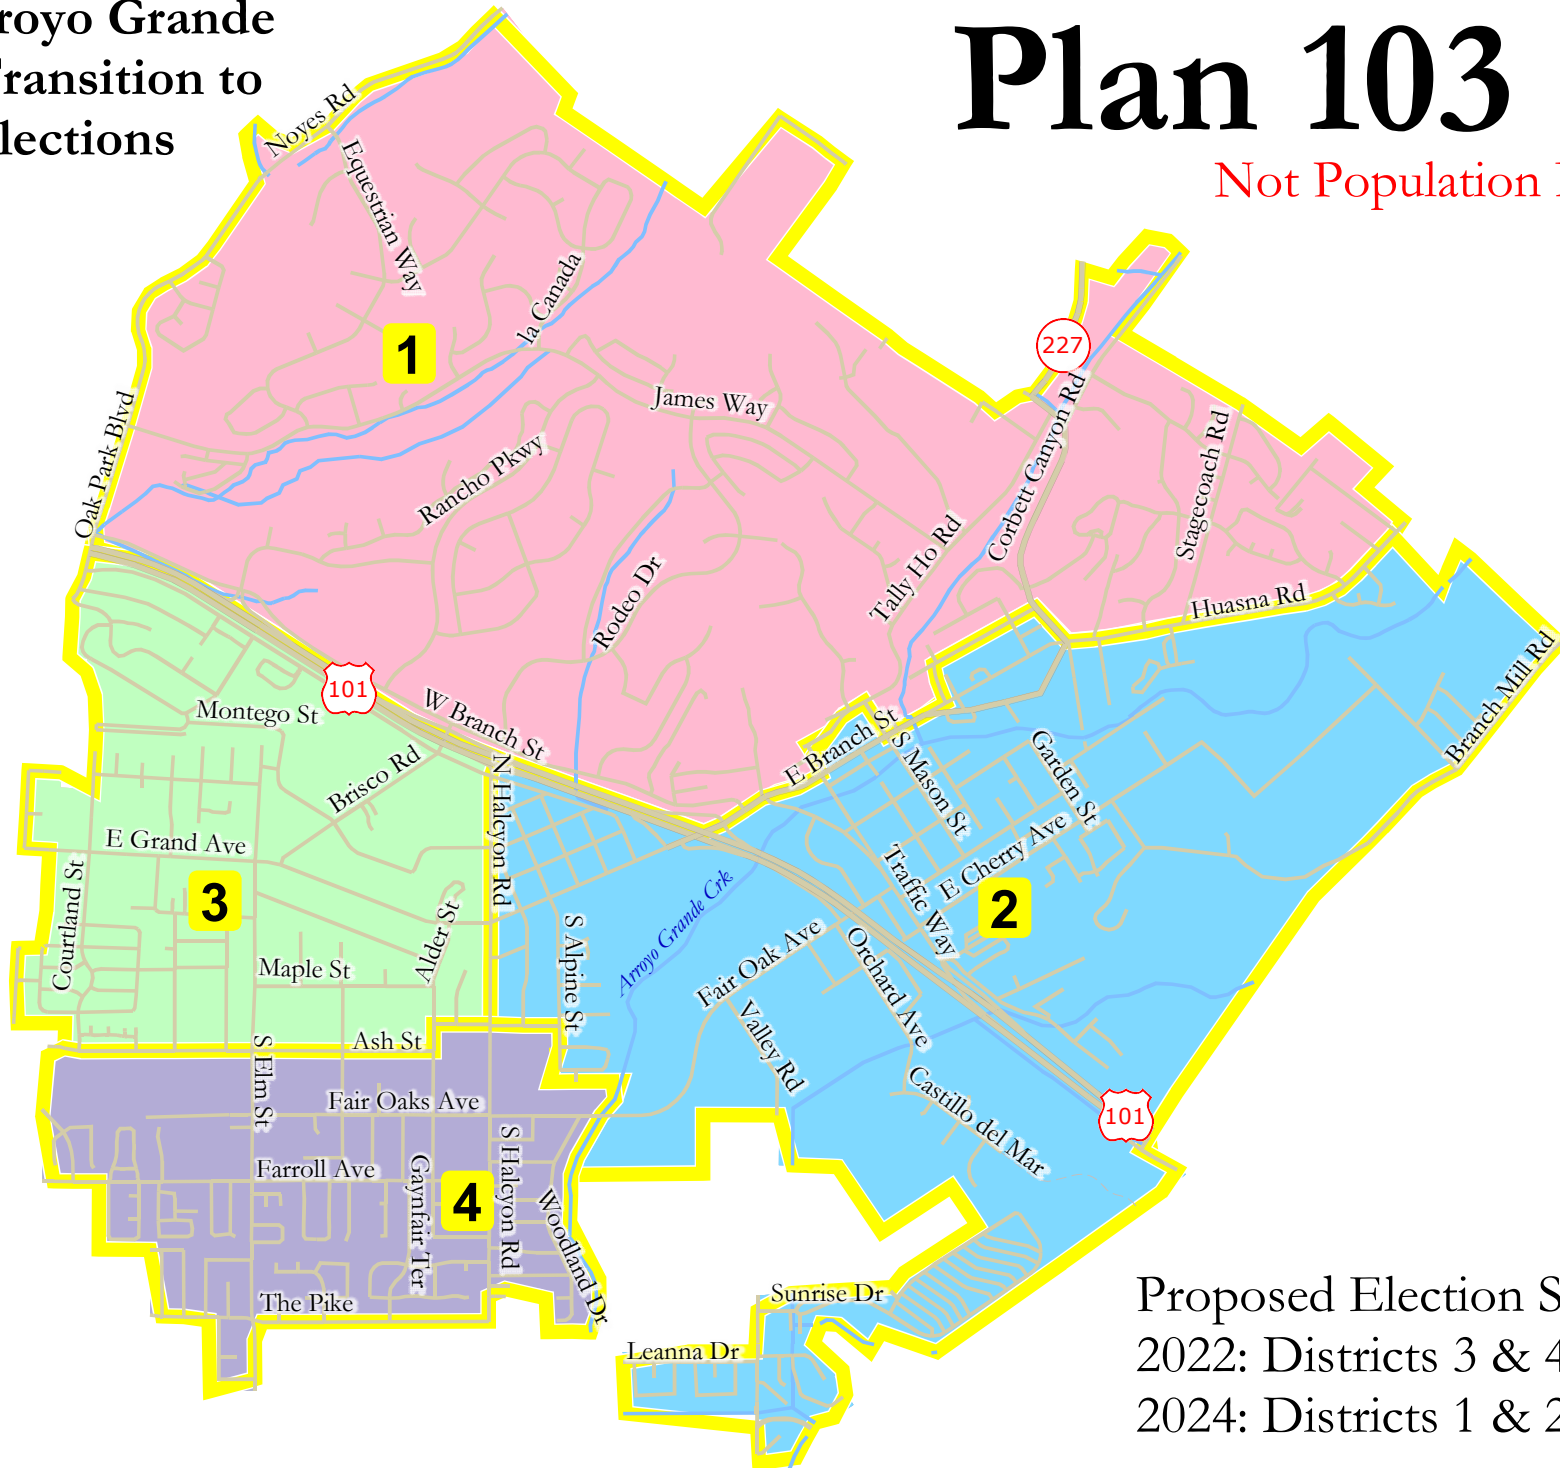 royo Grande
Transition to
lections
Plan 103
Not Population
Noyes Rd
Equestrian Way
la Canada
1
227
James Way
Oak Park Blvd
Rancho Pkwy
Corbett Canyon Rd
Stagecoach Rd
Tally Ho Rd
Rodeo Dr
Huasna Rd
101
Montego St
W Branch St
E Branch St
Branch Mill Rd
Brisco Rd
N Halcyon Rd
S Mason St
Garden St
E Grand Ave
Courtland St
3
Alder St
Arroyo Grande Crk
Traffic Way
E Cherry Ave
2
S Alpine St
Fair Oak Ave
Orchard Ave
Maple St
Ash St
S Elm St
Valley Rd
Castillo del Mar
101
Fair Oaks Ave
Farroll Ave
Gaynfair Ter
4
S Halcyon Rd
Woodland Dr
The Pike
Sunrise Dr
Leanna Dr
Proposed Election S
2022: Districts 3 & 4
2024: Districts 1 & 2